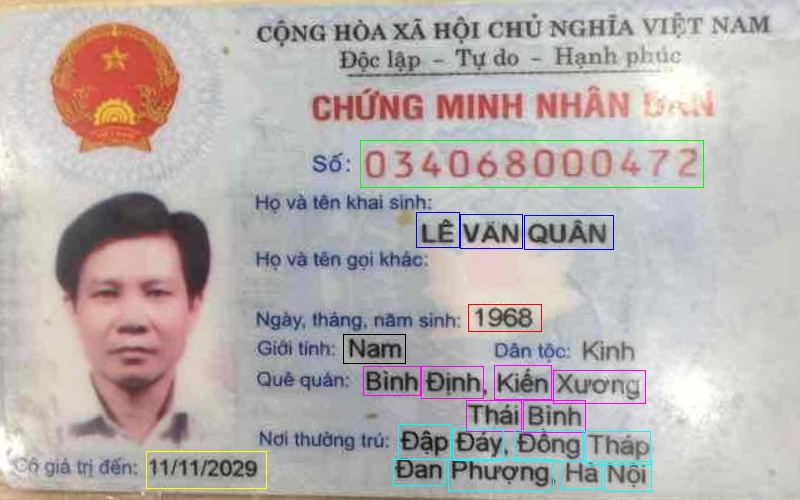 CỘNG HÒA XÃ HỘI CHỦ NGHĨA VIỆT NAM
Độc lập - Tự do - Hạnh phúc
CHỨNG MINH NHÂN DÂN
Số: 034068000472
Họ và tên khai sinh:
LÊ VĂN QUÂN
Họ và tên gọi khác:
Ngày, tháng, năm sinh: 1968
Giới tính: Nam Dân tộc: Kinh
Quê quán: Bình Định, Kiến Xương
Thái Bình
Nơi thường trú: Đập Đáy, Đồng Tháp
Đan Phượng, Hà Nội
Có giá trị đến: 11/11/2029